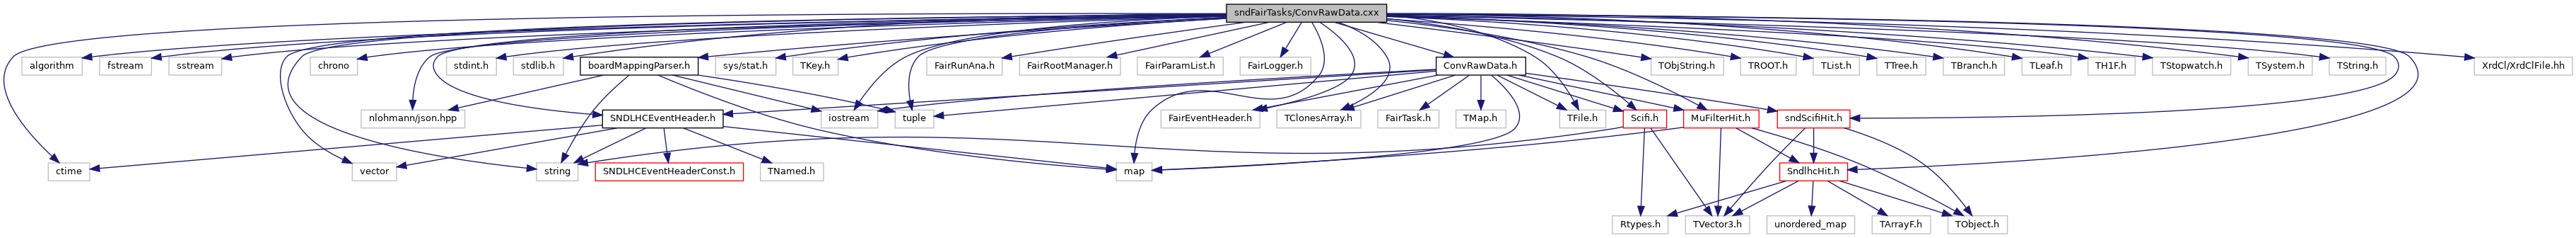 sndFairTasks/ConvRawData.cxx
algorithm
fstream
sstream
chrono
stdint.h
stdlib.h
boardMappingParser.h
sys/stat.h
TKey.h
FairRunAna.h
FairRootManager.h
FairParamList.h
FairLogger.h
ConvRawData.h
TObjString.h
TROOT.h
TList.h
TTree.h
TBranch.h
TLeaf.h
TH1F.h
TStopwatch.h
TSystem.h
TString.h
XrdCl/XrdClFile.hh
nlohmann/json.hpp
SNDLHCEventHeader.h
iostream
tuple
FairEventHeader.h
TClonesArray.h
FairTask.h
TMap.h
TFile.h
Scifi.h
MuFilterHit.h
sndScifiHit.h
ctime
vector
string
SNDLHCEventHeaderConst.h
TNamed.h
map
SndlhcHit.h
Rtypes.h
TVector3.h
unordered_map
TArrayF.h
TObject.h